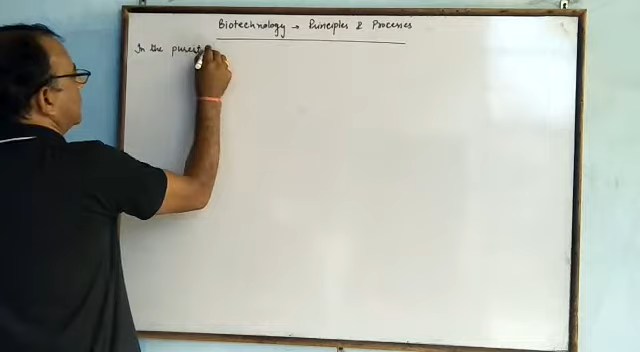 Biotechnology → Principles & Processes
In the